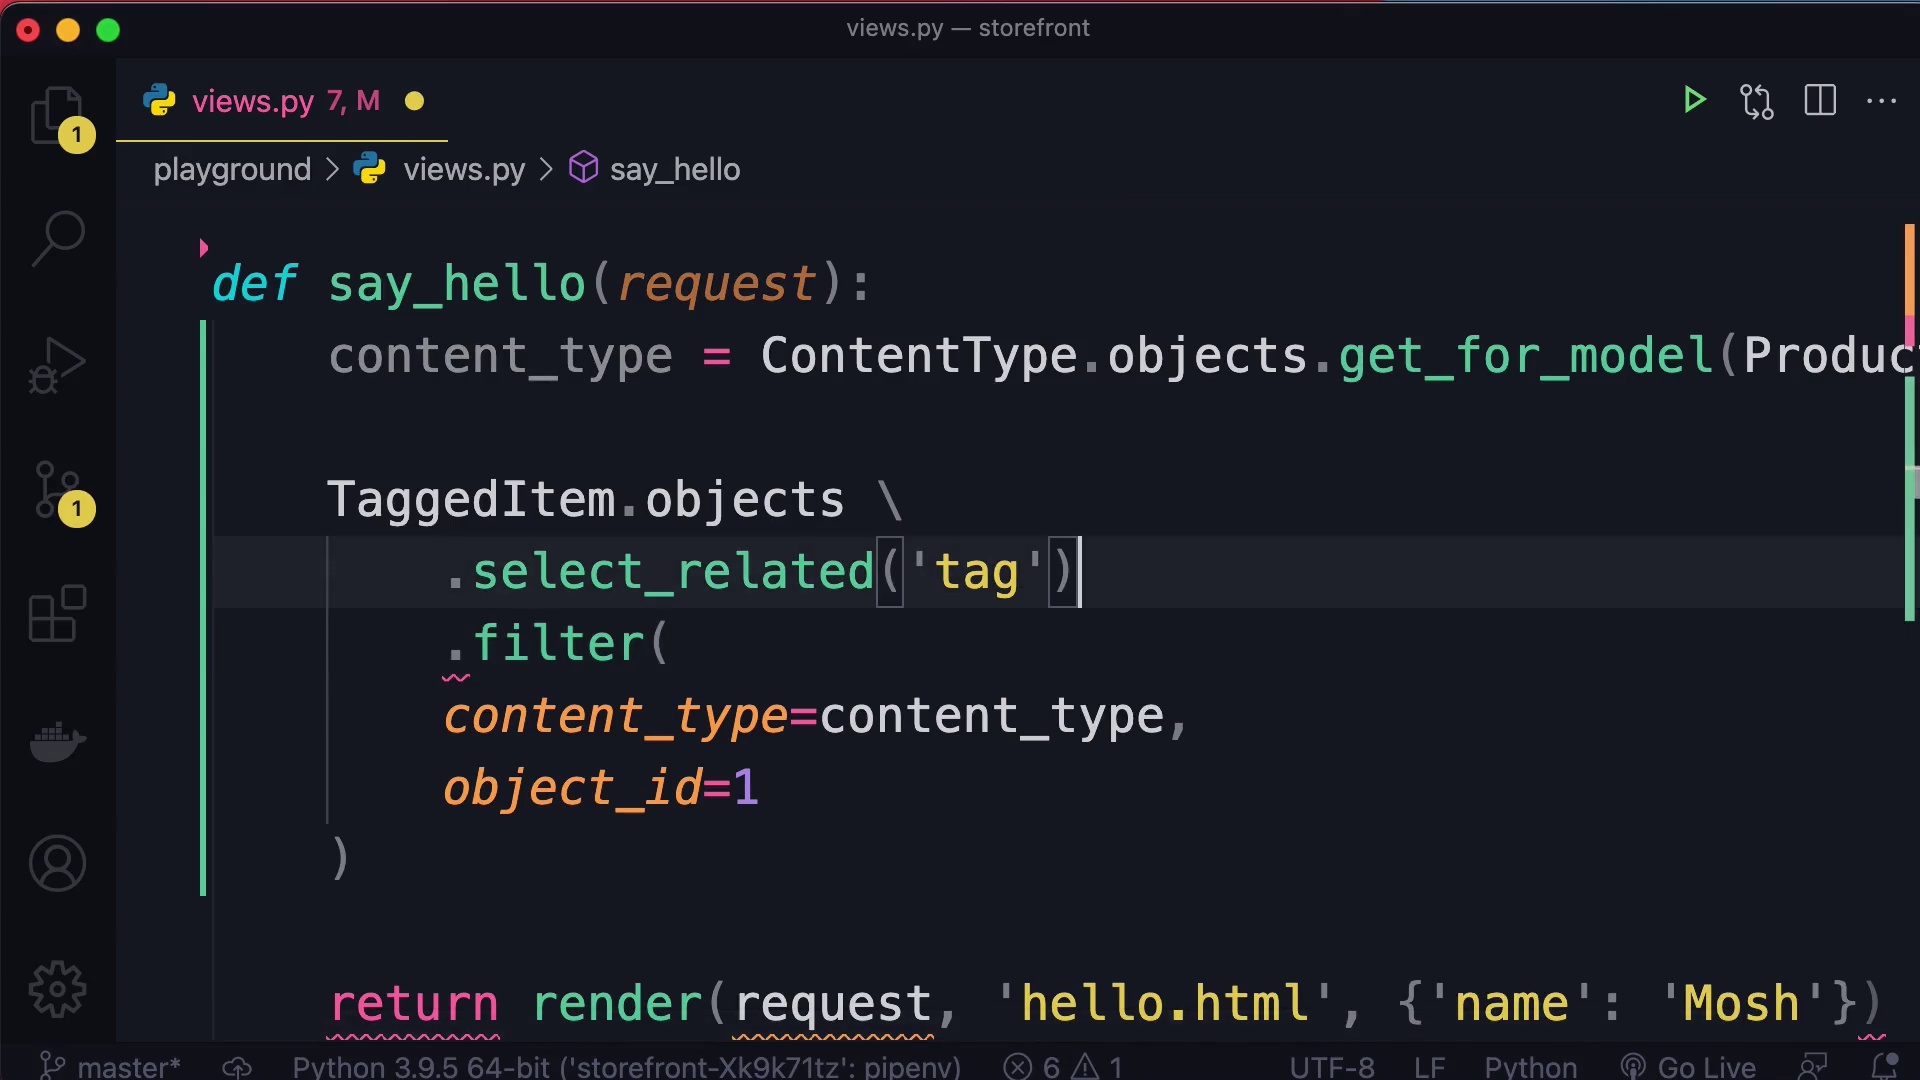 views.py — storefront
views.py 7, M
1
playground > views.py > say_hello
def say_hello(request):
content_type = ContentType.objects.get_for_model(Produc
TaggedItem.objects \
1
.select_related('tag')
.filter(
content_type=content_type,
object_id=1
)
return render(request, 'hello.html', {'name': 'Mosh'})
master* Python 3.9.5 64-bit ('storefront-Xk9k71tz': pipenv) 6 1 UTF-8 LF Python Go Live